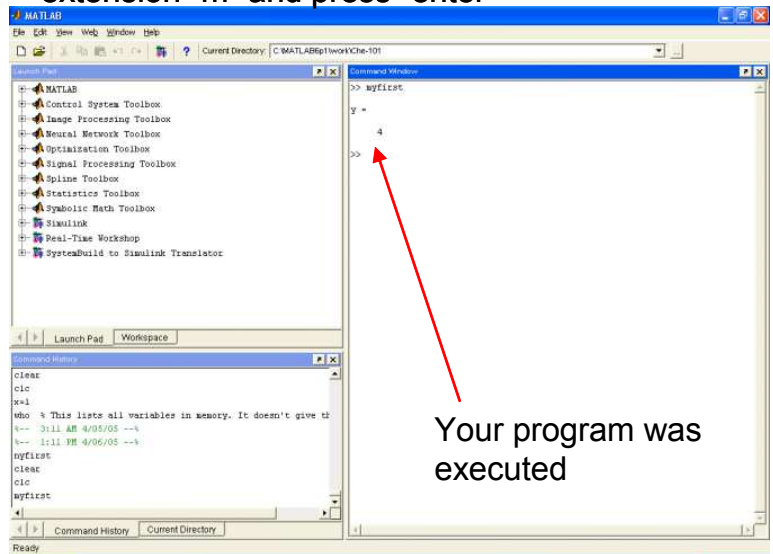 extension "m" and press "enter"
MATLAB
File Edit View Web Window Help
? Current Directory: C:\MATLAB6p1\work\Che-101
Launch Pad
Command Window
MATLAB
Control System Toolbox
Image Processing Toolbox
Neural Network Toolbox
Optimization Toolbox
Signal Processing Toolbox
Spline Toolbox
Statistics Toolbox
Symbolic Math Toolbox
Simulink
Real-Time Workshop
SystemBuild to Simulink Translator
Launch Pad Workspace
>> myfirst
y =
4
>>
Command History
clear
clc
x=1
who % This lists all variables in memory. It doesn't give th
%-- 3:11 AM 4/05/05 --%
%-- 1:11 PM 4/06/05 --%
myfirst
clear
clc
myfirst
Command History Current Directory
Ready
Your program was
executed